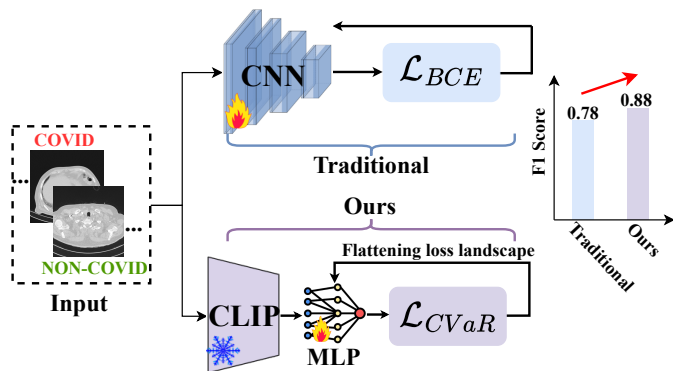 CNN
ℒ_BCE
Traditional
COVID
...
...
NON-COVID
Input
Ours
Flattening loss landscape
CLIP
MLP
ℒ_CVaR
F1 Score
0.78
0.88
Traditional
Ours